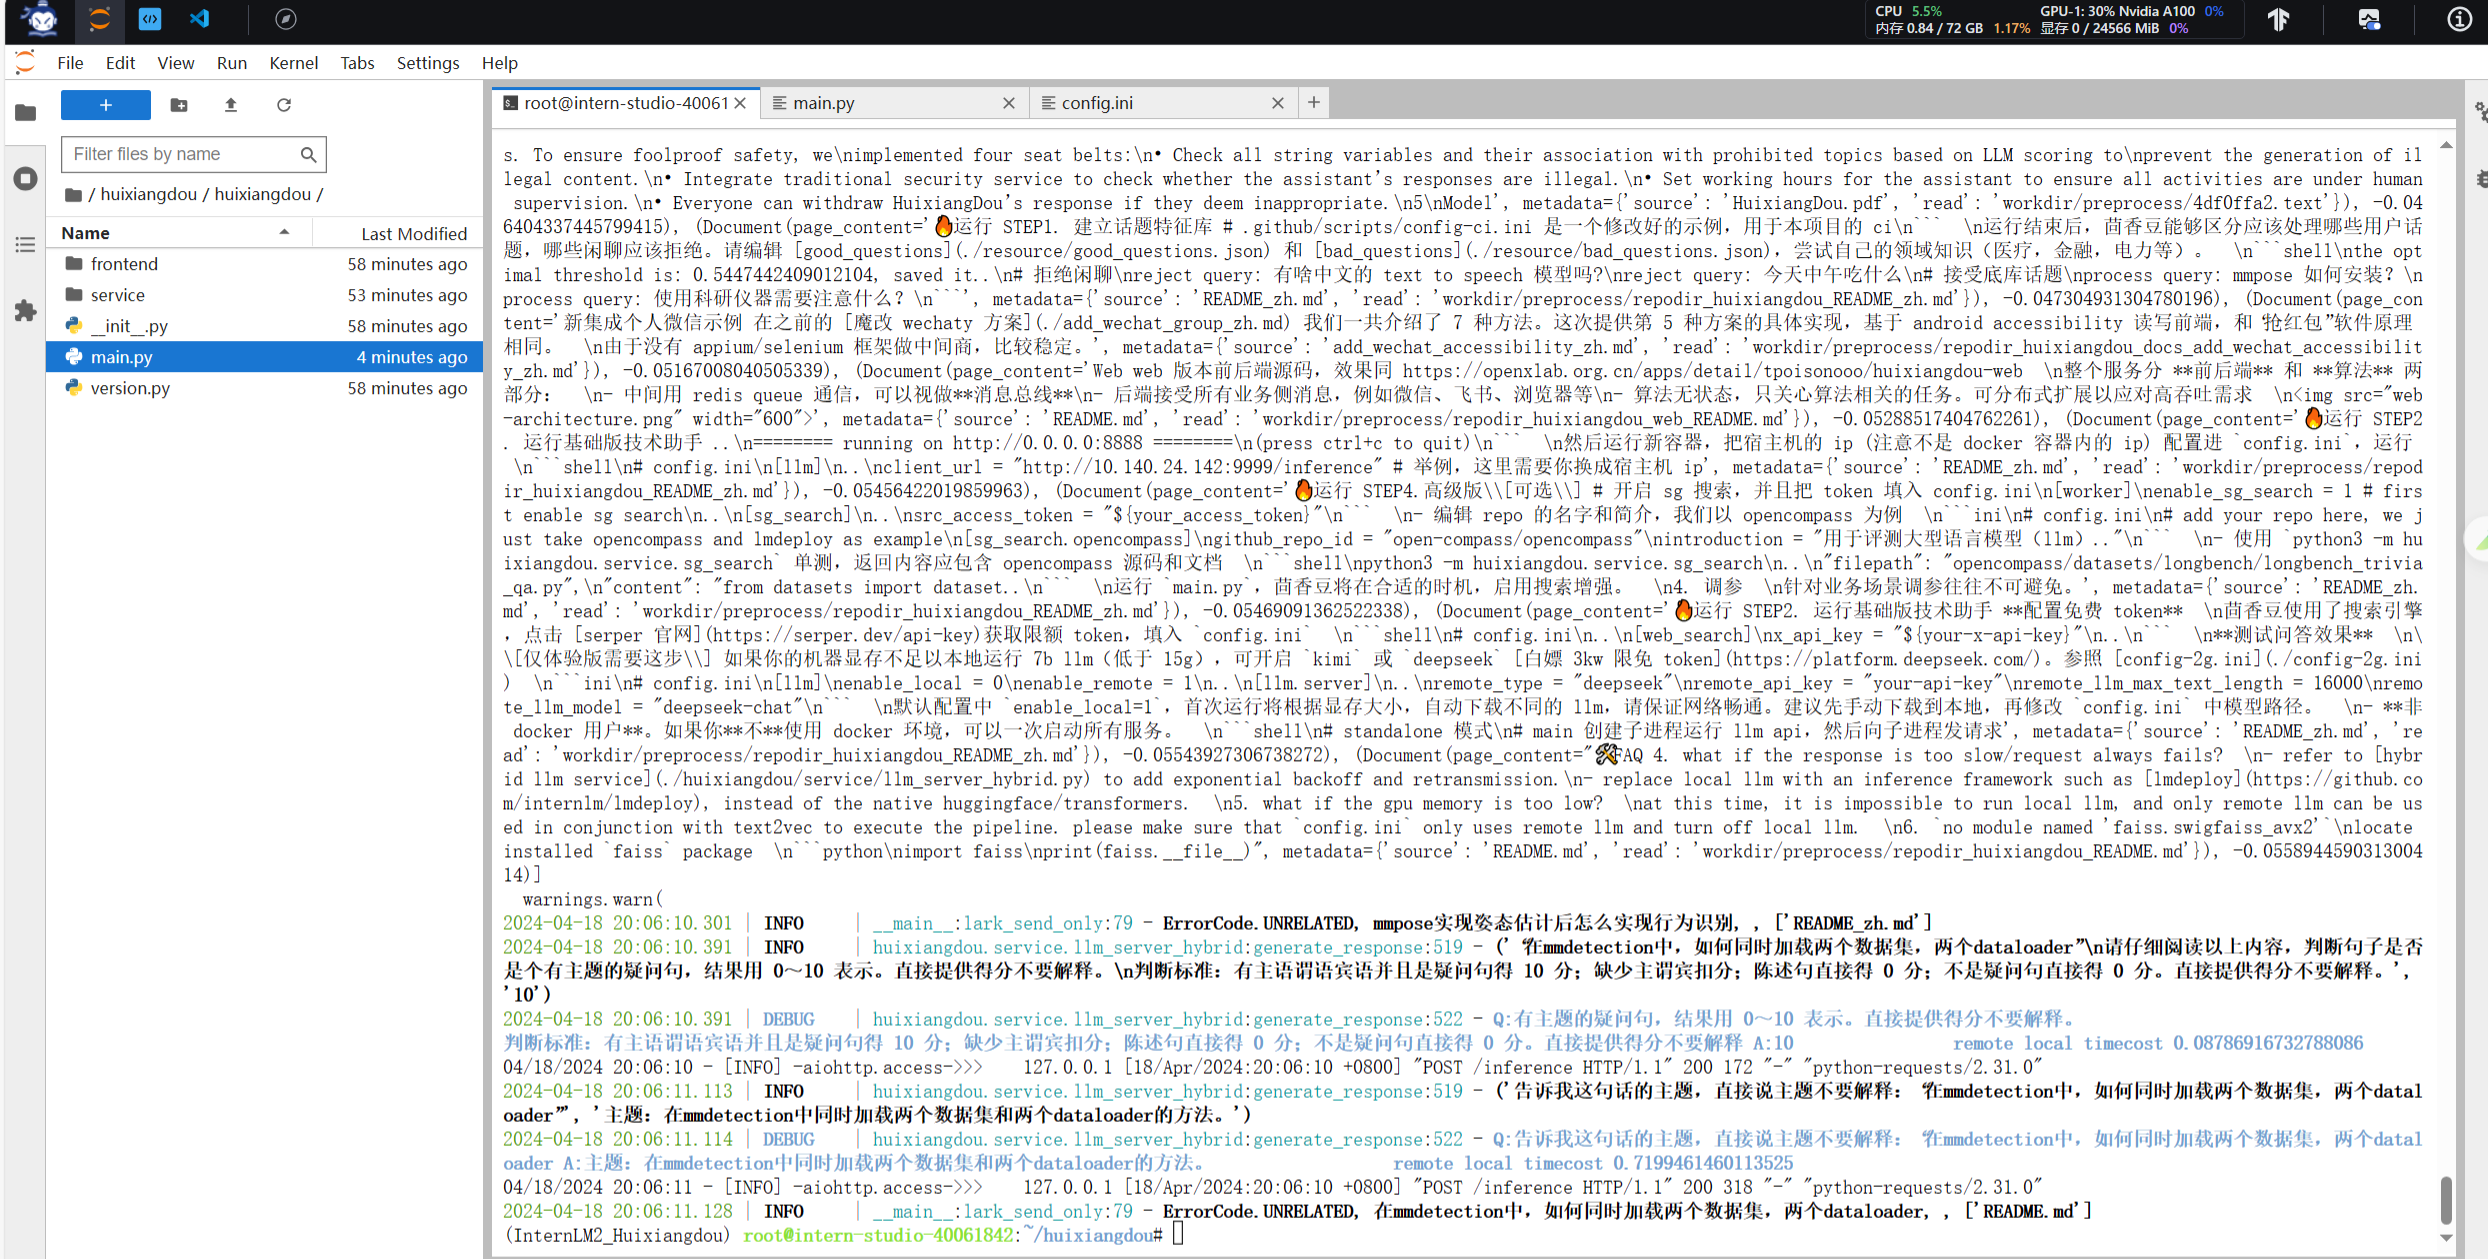 CPU 5.5%
GPU-1: 30% Nvidia A100 0%
内存 0.84 / 72 GB 1.17% 显存 0 / 24566 MiB 0%
File Edit View Run Kernel Tabs Settings Help
root@intern-studio-40061
main.py
config.ini
Filter files by name
/ huixiangdou / huixiangdou /
Name Last Modified
frontend 58 minutes ago
service 53 minutes ago
__init__.py 58 minutes ago
main.py 4 minutes ago
version.py 58 minutes ago
s. To ensure foolproof safety, we\nimplemented four seat belts:\n• Check all string variables and their association with prohibited topics based on LLM scoring to\nprevent the generation of il
legal content.\n• Integrate traditional security service to check whether the assistant's responses are illegal.\n• Set working hours for the assistant to ensure all activities are under human
supervision.\n• Everyone can withdraw HuixiangDou's response if they deem inappropriate.\n5\nModel', metadata={'source': 'HuixiangDou.pdf', 'read': 'workdir/preprocess/4df0ffa2.text'}), -0.04
6404337445799415), (Document(page_content='🔥运行 STEP1. 建立话题特征库 # .github/scripts/config-ci.ini 是一个修改好的示例，用于本项目的 ci\n```  \n运行结束后，茴香豆能够区分应该处理哪些用户话
题，哪些闲聊应该拒绝。请编辑 [good_questions](./resource/good_questions.json) 和 [bad_questions](./resource/bad_questions.json)，尝试自己的领域知识（医疗，金融，电力等）。  \n```shell\nthe opt
imal threshold is: 0.5447442409012104, saved it..\n# 拒绝闲聊\nreject query: 有啥中文的 text to speech 模型吗?\nreject query: 今天中午吃什么\n# 接受底库话题\nprocess query: mmpose 如何安装？\n
process query: 使用科研仪器需要注意什么？\n```', metadata={'source': 'README_zh.md', 'read': 'workdir/preprocess/repodir_huixiangdou_README_zh.md'}), -0.047304931304780196), (Document(page_con
tent='新集成个人微信示例 在之前的 [魔改 wechaty 方案](./add_wechat_group_zh.md) 我们一共介绍了 7 种方法。这次提供第 5 种方案的具体实现，基于 android accessibility 读写前端，和“抢红包”软件原理
相同。  \n由于没有 appium/selenium 框架做中间商，比较稳定。', metadata={'source': 'add_wechat_accessibility_zh.md', 'read': 'workdir/preprocess/repodir_huixiangdou_docs_add_wechat_accessibilit
y_zh.md'}), -0.05167008040505339), (Document(page_content='Web web 版本前后端源码，效果同 https://openxlab.org.cn/apps/detail/tpoisonooo/huixiangdou-web  \n整个服务分 **前后端** 和 **算法** 两
部分：  \n- 中间用 redis queue 通信，可以视做**消息总线**\n- 后端接受所有业务侧消息，例如微信、飞书、浏览器等\n- 算法无状态，只关心算法相关的任务。可分布式扩展以应对高吞吐需求  \n<img src="web
-architecture.png" width="600">', metadata={'source': 'README.md', 'read': 'workdir/preprocess/repodir_huixiangdou_web_README.md'}), -0.05288517404762261), (Document(page_content='🔥运行 STEP2
. 运行基础版技术助手 ..\n======== running on http://0.0.0.0:8888 ========\n(press ctrl+c to quit)\n```  \n然后运行新容器，把宿主机的 ip (注意不是 docker 容器内的 ip) 配置进 `config.ini`，运行
\n```shell\n# config.ini\n[llm]\n..\nclient_url = "http://10.140.24.142:9999/inference" # 举例，这里需要你换成宿主机 ip', metadata={'source': 'README_zh.md', 'read': 'workdir/preprocess/repod
ir_huixiangdou_README_zh.md'}), -0.05456422019859963), (Document(page_content='🔥运行 STEP4.高级版\\[可选\\] # 开启 sg 搜索，并且把 token 填入 config.ini\n[worker]\nenable_sg_search = 1 # firs
t enable sg search\n..\n[sg_search]\n..\nsrc_access_token = "${your_access_token}"\n```  \n- 编辑 repo 的名字和简介，我们以 opencompass 为例  \n```ini\n# config.ini\n# add your repo here, we j
ust take opencompass and lmdeploy as example\n[sg_search.opencompass]\ngithub_repo_id = "open-compass/opencompass"\nintroduction = "用于评测大型语言模型（llm）.."\n```  \n- 使用 `python3 -m hu
ixiangdou.service.sg_search` 单测，返回内容应包含 opencompass 源码和文档  \n```shell\npython3 -m huixiangdou.service.sg_search\n..\n"filepath": "opencompass/datasets/longbench/longbench_trivia
_qa.py",\n"content": "from datasets import dataset..\n```  \n运行 `main.py`，茴香豆将在合适的时机，启用搜索增强。  \n4. 调参  \n针对业务场景调参往往不可避免。', metadata={'source': 'README_zh.
md', 'read': 'workdir/preprocess/repodir_huixiangdou_README_zh.md'}), -0.05469091362522338), (Document(page_content='🔥运行 STEP2. 运行基础版技术助手 **配置免费 token**  \n茴香豆使用了搜索引擎
，点击 [serper 官网](https://serper.dev/api-key)获取限额 token，填入 `config.ini`  \n```shell\n# config.ini\n..\n[web_search]\nx_api_key = "${your-x-api-key}"\n..\n```  \n**测试问答效果**  \n\
\[仅体验版需要这步\\] 如果你的机器显存不足以本地运行 7b llm（低于 15g），可开启 `kimi` 或 `deepseek` [白嫖 3kw 限免 token](https://platform.deepseek.com/)。参照 [config-2g.ini](./config-2g.ini
)  \n```ini\n# config.ini\n[llm]\nenable_local = 0\nenable_remote = 1\n..\n[llm.server]\n..\nremote_type = "deepseek"\nremote_api_key = "your-api-key"\nremote_llm_max_text_length = 16000\nremo
te_llm_model = "deepseek-chat"\n```  \n默认配置中 `enable_local=1`，首次运行将根据显存大小，自动下载不同的 llm，请保证网络畅通。建议先手动下载到本地，再修改 `config.ini` 中模型路径。  \n- **非
docker 用户**。如果你**不**使用 docker 环境，可以一次启动所有服务。  \n```shell\n# standalone 模式\n# main 创建子进程运行 llm api，然后向子进程发请求', metadata={'source': 'README_zh.md', 're
ad': 'workdir/preprocess/repodir_huixiangdou_README_zh.md'}), -0.05543927306738272), (Document(page_content="🛠️FAQ 4. what if the response is too slow/request always fails?  \n- refer to [hybr
id llm service](./huixiangdou/service/llm_server_hybrid.py) to add exponential backoff and retransmission.\n- replace local llm with an inference framework such as [lmdeploy](https://github.co
m/internlm/lmdeploy), instead of the native huggingface/transformers.  \n5. what if the gpu memory is too low?  \nat this time, it is impossible to run local llm, and only remote llm can be us
ed in conjunction with text2vec to execute the pipeline. please make sure that `config.ini` only uses remote llm and turn off local llm.  \n6. `no module named 'faiss.swigfaiss_avx2'`\nlocate
installed `faiss` package  \n```python\nimport faiss\nprint(faiss.__file__)", metadata={'source': 'README.md', 'read': 'workdir/preprocess/repodir_huixiangdou_README.md'}), -0.0558944590313004
14)]
warnings.warn(
2024-04-18 20:06:10.301 | INFO     | __main__:lark_send_only:79 - ErrorCode.UNRELATED, mmpose实现姿态估计后怎么实现行为识别, , ['README_zh.md']
2024-04-18 20:06:10.391 | INFO     | huixiangdou.service.llm_server_hybrid:generate_response:519 - ('“在mmdetection中，如何同时加载两个数据集，两个dataloader”\n请仔细阅读以上内容，判断句子是否
是个有主题的疑问句，结果用 0～10 表示。直接提供得分不要解释。\n判断标准：有主语谓语宾语并且是疑问句得 10 分；缺少主谓宾扣分；陈述句直接得 0 分；不是疑问句直接得 0 分。直接提供得分不要解释。',
'10')
2024-04-18 20:06:10.391 | DEBUG    | huixiangdou.service.llm_server_hybrid:generate_response:522 - Q:有主题的疑问句，结果用 0～10 表示。直接提供得分不要解释。
判断标准：有主语谓语宾语并且是疑问句得 10 分；缺少主谓宾扣分；陈述句直接得 0 分；不是疑问句直接得 0 分。直接提供得分不要解释 A:10                remote local timecost 0.08786916732788086
04/18/2024 20:06:10 - [INFO] -aiohttp.access->>>    127.0.0.1 [18/Apr/2024:20:06:10 +0800] "POST /inference HTTP/1.1" 200 172 "-" "python-requests/2.31.0"
2024-04-18 20:06:11.113 | INFO     | huixiangdou.service.llm_server_hybrid:generate_response:519 - ('告诉我这句话的主题，直接说主题不要解释：“在mmdetection中，如何同时加载两个数据集，两个datal
oader”', '主题：在mmdetection中同时加载两个数据集和两个dataloader的方法。')
2024-04-18 20:06:11.114 | DEBUG    | huixiangdou.service.llm_server_hybrid:generate_response:522 - Q:告诉我这句话的主题，直接说主题不要解释：“在mmdetection中，如何同时加载两个数据集，两个datal
oader A:主题：在mmdetection中同时加载两个数据集和两个dataloader的方法。                remote local timecost 0.7199461460113525
04/18/2024 20:06:11 - [INFO] -aiohttp.access->>>    127.0.0.1 [18/Apr/2024:20:06:10 +0800] "POST /inference HTTP/1.1" 200 318 "-" "python-requests/2.31.0"
2024-04-18 20:06:11.128 | INFO     | __main__:lark_send_only:79 - ErrorCode.UNRELATED, 在mmdetection中，如何同时加载两个数据集，两个dataloader, , ['README.md']
(InternLM2_Huixiangdou) root@intern-studio-40061842:~/huixiangdou#